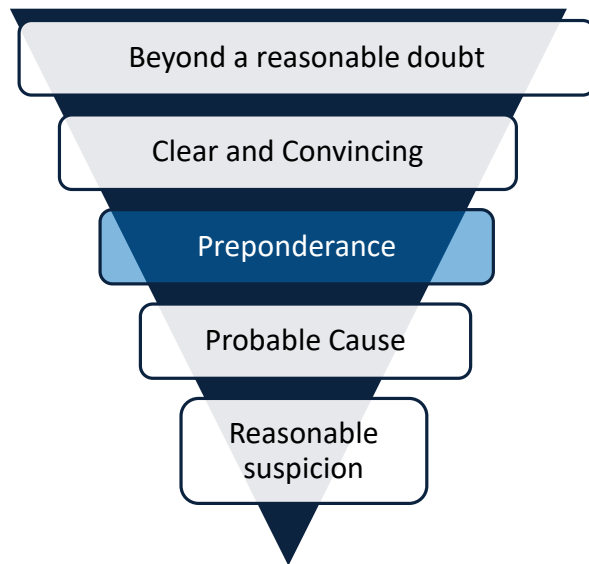 Beyond a reasonable doubt
Clear and Convincing
Preponderance
Probable Cause
Reasonable
suspicion